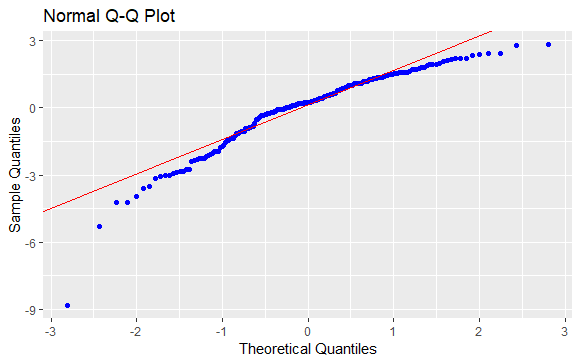 Normal Q-Q Plot
Sample Quantiles
3
0
-3
-6
-9
-3 -2 -1 0 1 2 3
Theoretical Quantiles